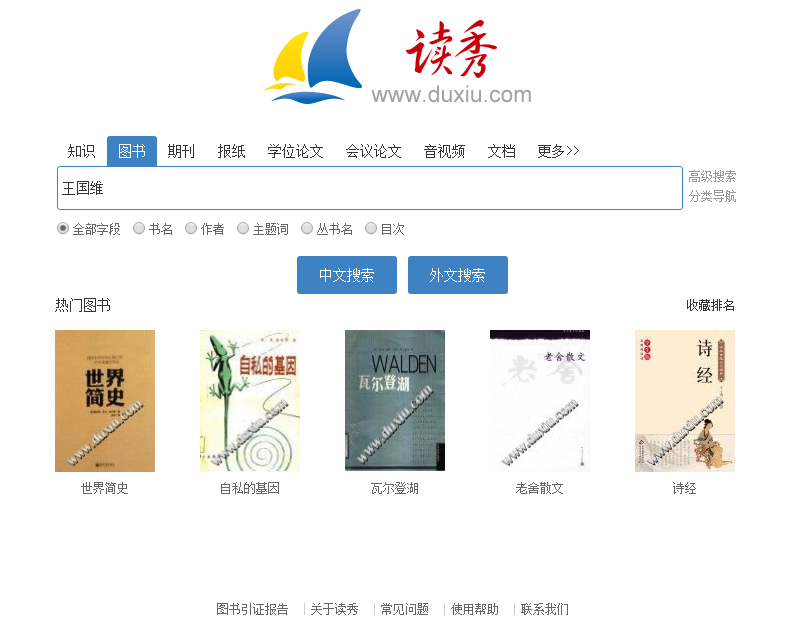 读秀
www.duxiu.com
知识 图书 期刊 报纸 学位论文 会议论文 音视频 文档 更多>>
王国维
高级搜索
分类导航
全部字段 书名 作者 主题词 丛书名 目次
中文搜索 外文搜索
热门图书 收藏排名
世界
简史
www.duxiu.com
自私的基因
www.duxiu.com
WALDEN
瓦尔登湖
www.duxiu.com
老舍散文
老舍
www.duxiu.com
诗经
www.duxiu.com
世界简史 自私的基因 瓦尔登湖 老舍散文 诗经
图书引证报告 | 关于读秀 | 常见问题 | 使用帮助 | 联系我们